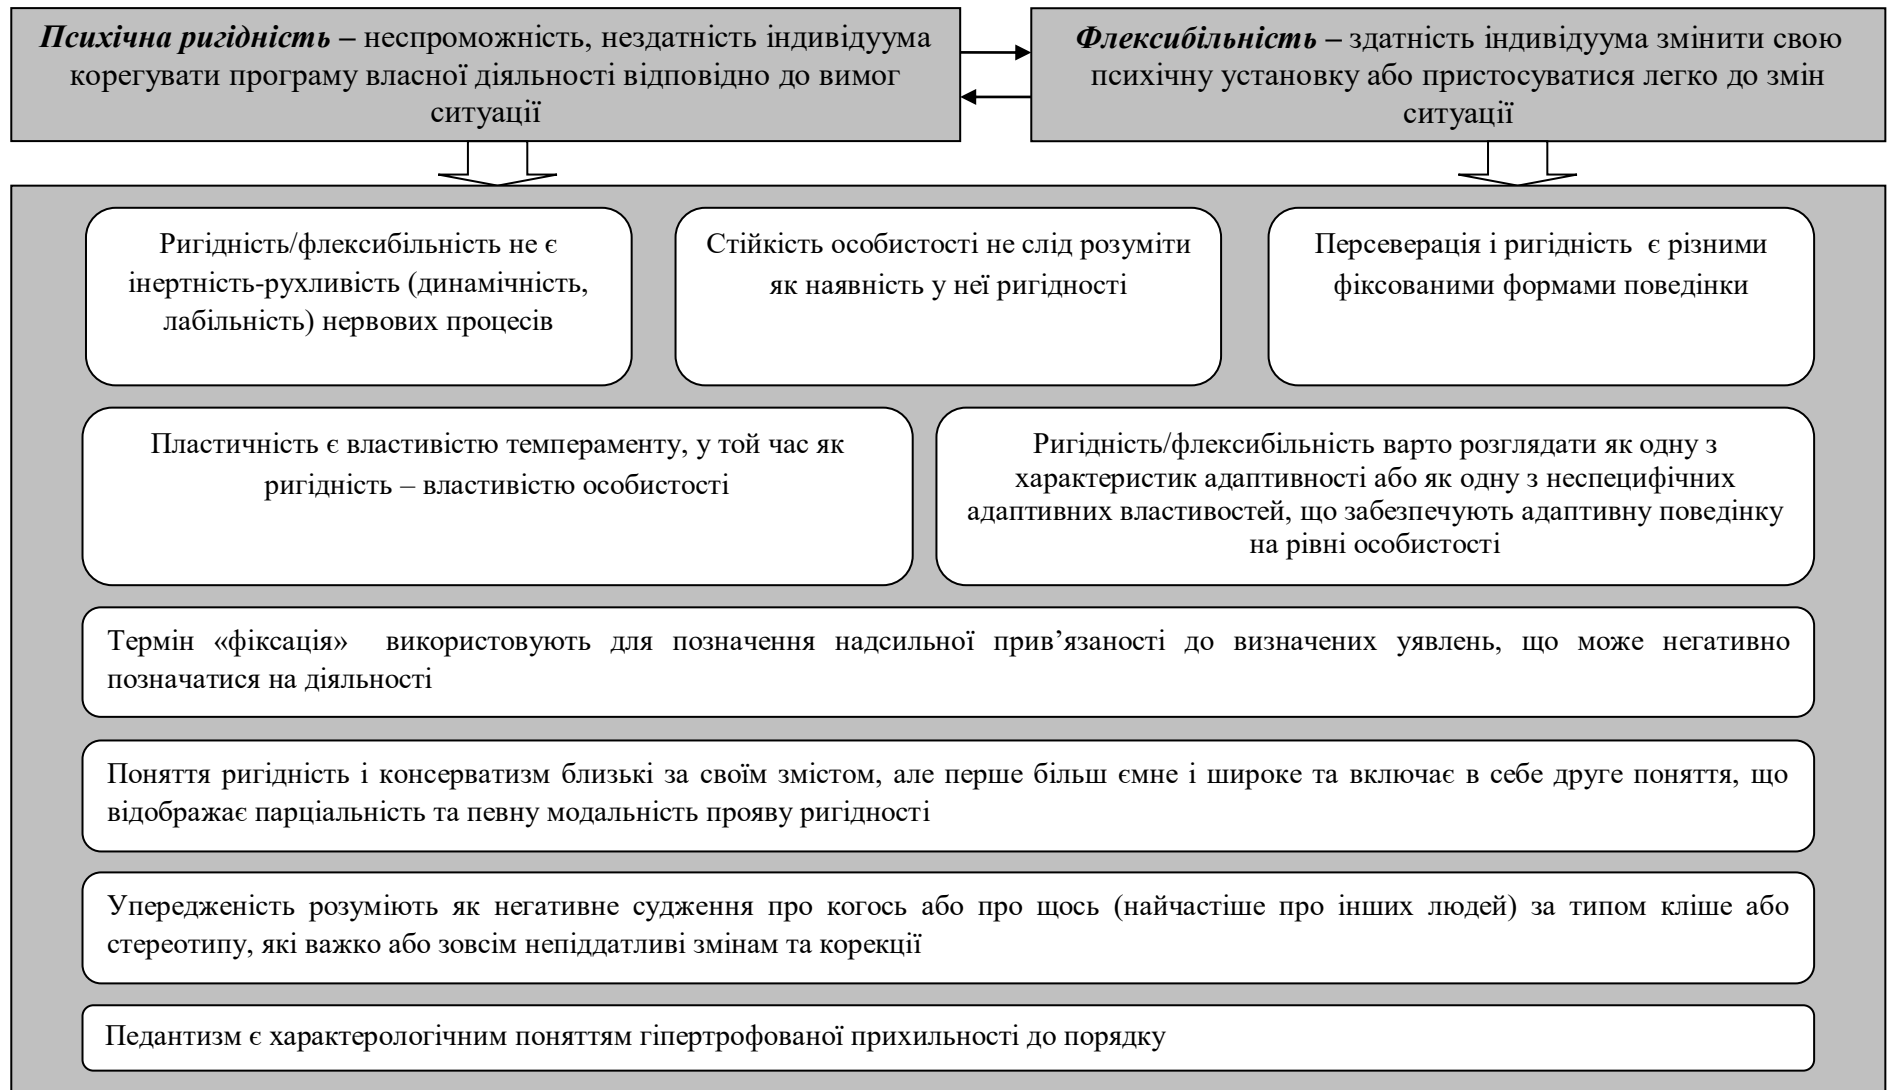 Психічна ригідність – неспроможність, нездатність індивідуума
корегувати програму власної діяльності відповідно до вимог
ситуації
Флексибільність – здатність індивідуума змінити свою
психічну установку або пристосуватися легко до змін
ситуації
Ригідність/флексибільність не є
інертність-рухливість (динамічність,
лабільність) нервових процесів
Стійкість особистості не слід розуміти
як наявність у неї ригідності
Персеверація і ригідність є різними
фіксованими формами поведінки
Пластичність є властивістю темпераменту, у той час як
ригідність – властивістю особистості
Ригідність/флексибільність варто розглядати як одну з
характеристик адаптивності або як одну з неспецифічних
адаптивних властивостей, що забезпечують адаптивну поведінку
на рівні особистості
Термін «фіксація» використовують для позначення надсильної прив’язаності до визначених уявлень, що може негативно
позначатися на діяльності
Поняття ригідність і консерватизм близькі за своїм змістом, але перше більш ємне і широке та включає в себе друге поняття, що
відображає парціальність та певну модальність прояву ригідності
Упередженість розуміють як негативне судження про когось або про щось (найчастіше про інших людей) за типом кліше або
стереотипу, які важко або зовсім непіддатливі змінам та корекції
Педантизм є характерологічним поняттям гіпертрофованої прихильності до порядку